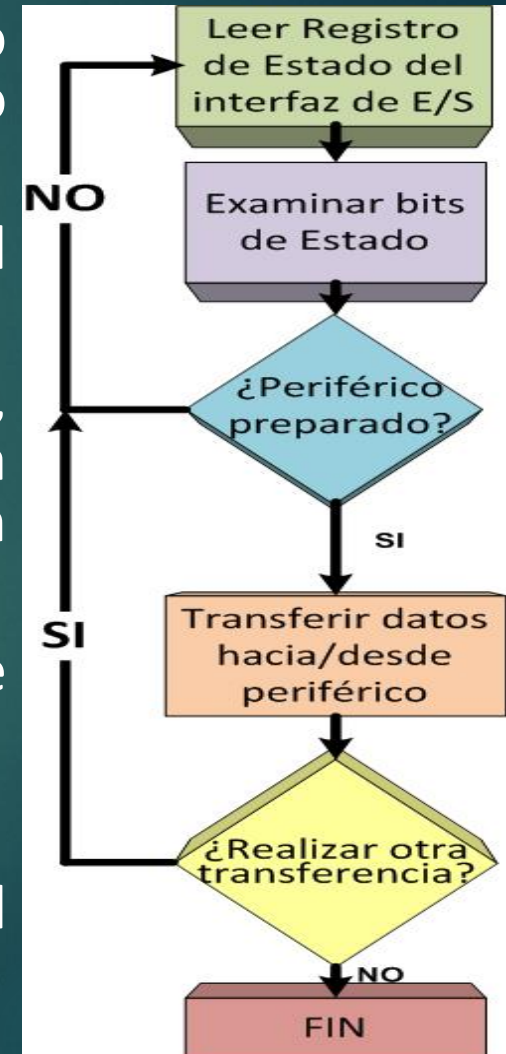 Leer Registro
de Estado del
interfaz de E/S
NO
Examinar bits
de Estado
¿Periférico
preparado?
SI
Transferir datos
hacia/desde
periférico
SI
¿Realizar otra
transferencia?
NO
FIN